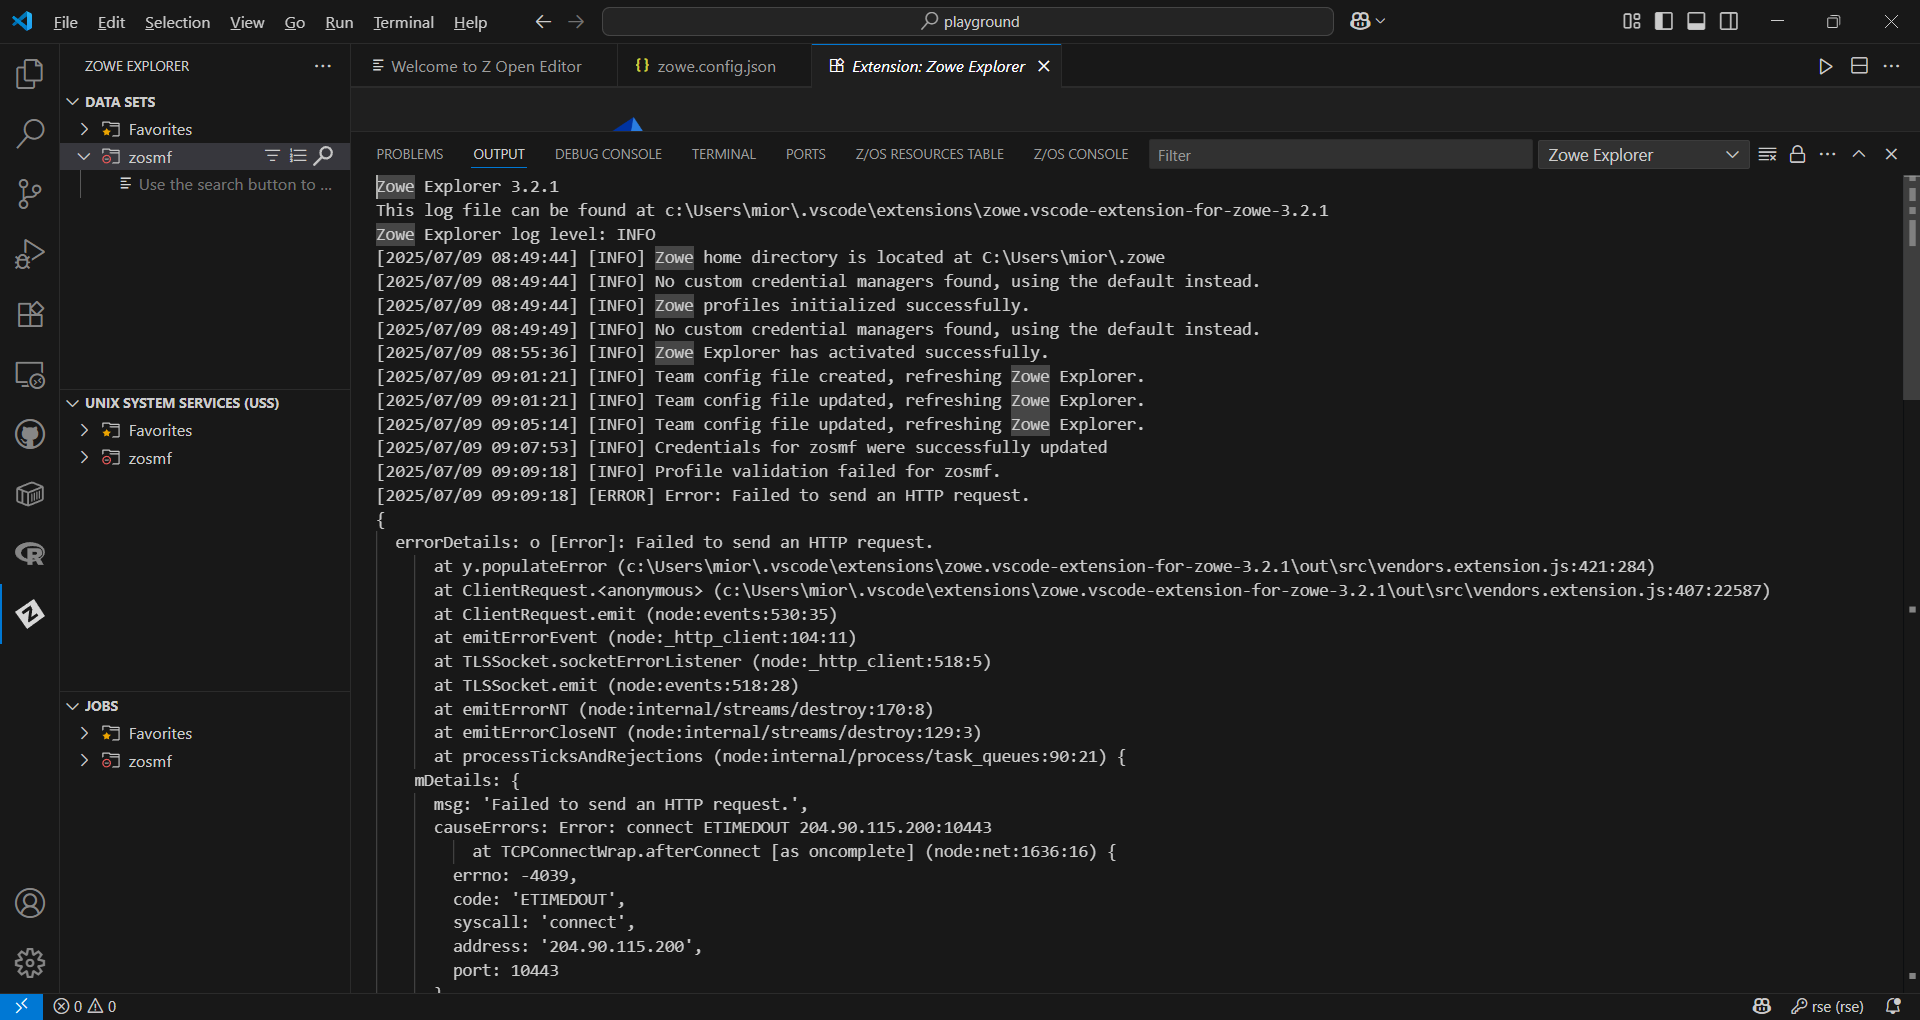 File Edit Selection View Go Run Terminal Help
playground
ZOWE EXPLORER
Welcome to Z Open Editor
zowe.config.json
Extension: Zowe Explorer
DATA SETS
Favorites
zosmf
Use the search button to ...
UNIX SYSTEM SERVICES (USS)
Favorites
zosmf
JOBS
Favorites
zosmf
PROBLEMS OUTPUT DEBUG CONSOLE TERMINAL PORTS Z/OS RESOURCES TABLE Z/OS CONSOLE
Filter
Zowe Explorer
Zowe Explorer 3.2.1
This log file can be found at c:\Users\mior\.vscode\extensions\zowe.vscode-extension-for-zowe-3.2.1
Zowe Explorer log level: INFO
[2025/07/09 08:49:44] [INFO] Zowe home directory is located at C:\Users\mior\.zowe
[2025/07/09 08:49:44] [INFO] No custom credential managers found, using the default instead.
[2025/07/09 08:49:44] [INFO] Zowe profiles initialized successfully.
[2025/07/09 08:49:49] [INFO] No custom credential managers found, using the default instead.
[2025/07/09 08:55:36] [INFO] Zowe Explorer has activated successfully.
[2025/07/09 09:01:21] [INFO] Team config file created, refreshing Zowe Explorer.
[2025/07/09 09:01:21] [INFO] Team config file updated, refreshing Zowe Explorer.
[2025/07/09 09:05:14] [INFO] Team config file updated, refreshing Zowe Explorer.
[2025/07/09 09:07:53] [INFO] Credentials for zosmf were successfully updated
[2025/07/09 09:09:18] [INFO] Profile validation failed for zosmf.
[2025/07/09 09:09:18] [ERROR] Error: Failed to send an HTTP request.
{
errorDetails: o [Error]: Failed to send an HTTP request.
at y.populateError (c:\Users\mior\.vscode\extensions\zowe.vscode-extension-for-zowe-3.2.1\out\src\vendors.extension.js:421:284)
at ClientRequest.<anonymous> (c:\Users\mior\.vscode\extensions\zowe.vscode-extension-for-zowe-3.2.1\out\src\vendors.extension.js:407:22587)
at ClientRequest.emit (node:events:530:35)
at emitErrorEvent (node:_http_client:104:11)
at TLSSocket.socketErrorListener (node:_http_client:518:5)
at TLSSocket.emit (node:events:518:28)
at emitErrorNT (node:internal/streams/destroy:170:8)
at emitErrorCloseNT (node:internal/streams/destroy:129:3)
at processTicksAndRejections (node:internal/process/task_queues:90:21) {
mDetails: {
msg: 'Failed to send an HTTP request.',
causeErrors: Error: connect ETIMEDOUT 204.90.115.200:10443
at TCPConnectWrap.afterConnect [as oncomplete] (node:net:1636:16) {
errno: -4039,
code: 'ETIMEDOUT',
syscall: 'connect',
address: '204.90.115.200',
port: 10443
}
0 0
rse (rse)